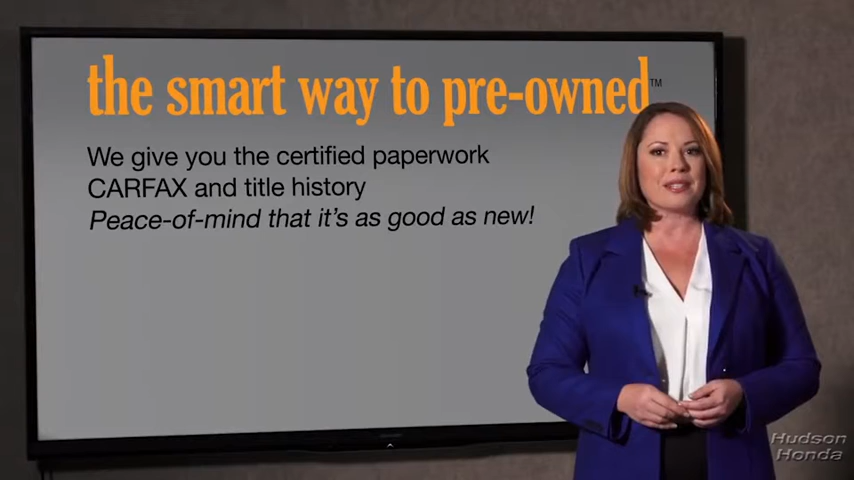 the smart way to pre-owned™
We give you the certified paperwork
CARFAX and title history
Peace-of-mind that it's as good as new!
Hudson
Honda